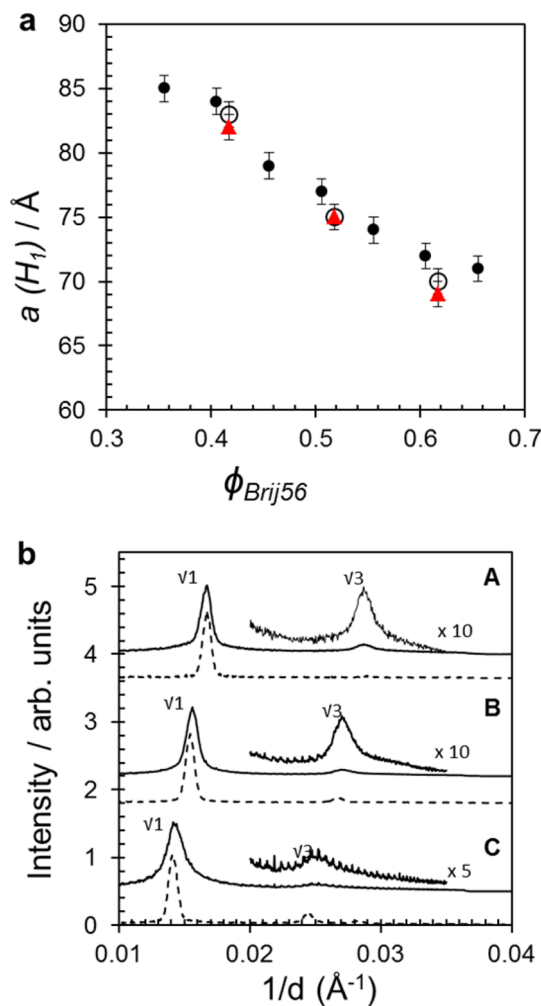 a
90
85
80
75
70
65
60
a (H₁) / Å
0.3 0.4 0.5 0.6 0.7
ϕBrij56
b
5
4
3
2
1
0
Intensity / arb. units
√1 √3 A
x 10
√1 √3 B
x 10
√1 √3 C
x 5
0.01 0.02 0.03 0.04
1/d (Å⁻¹)